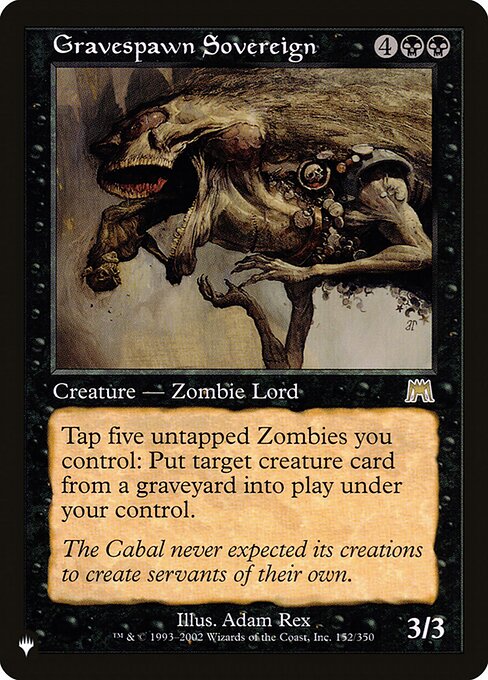 Gravespawn Sovereign 4
Creature — Zombie Lord
Tap five untapped Zombies you
control: Put target creature card
from a graveyard into play under
your control.
The Cabal never expected its creations
to create servants of their own.
Illus. Adam Rex
™ & © 1993–2002 Wizards of the Coast, Inc. 152/350
3/3